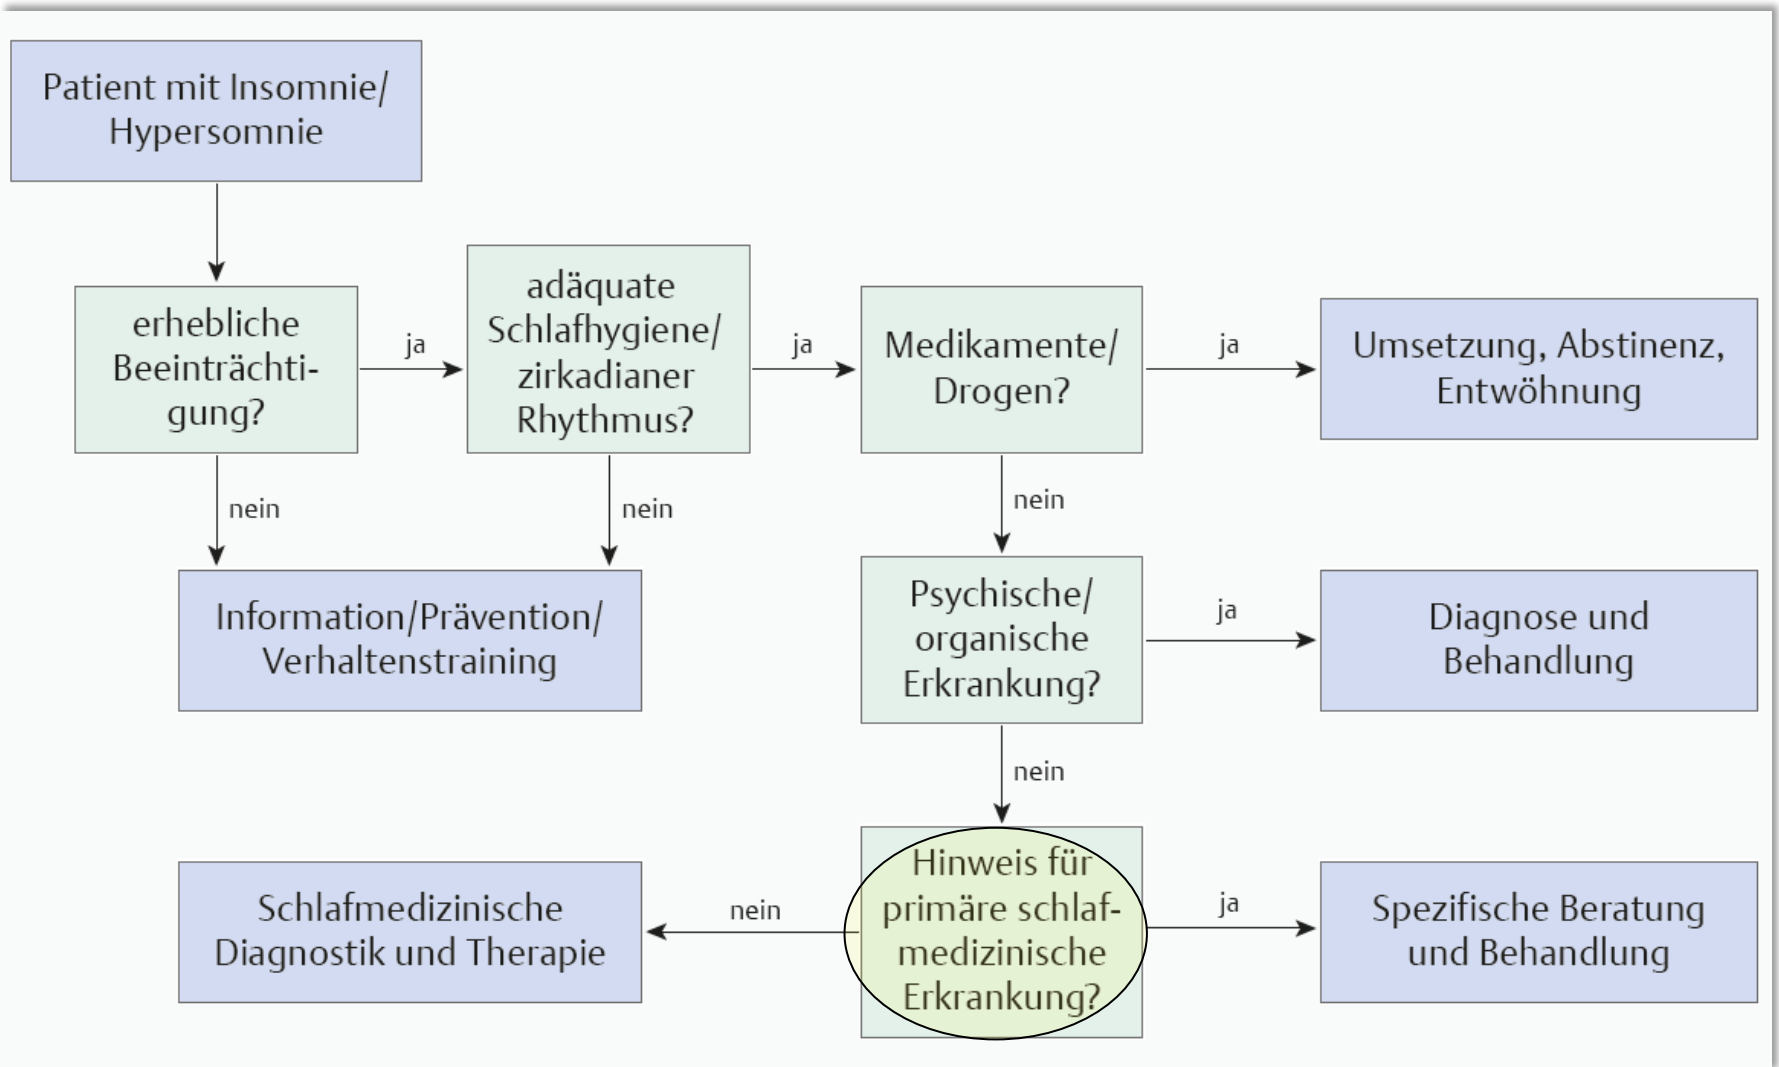 Patient mit Insomnie/
Hypersomnie
erhebliche
Beeinträchti-
gung?
ja
adäquate
Schlafhygiene/
zirkadianer
Rhythmus?
ja
Medikamente/
Drogen?
ja
Umsetzung, Abstinenz,
Entwöhnung
nein
nein
nein
Information/Prävention/
Verhaltenstraining
Psychische/
organische
Erkrankung?
ja
Diagnose und
Behandlung
nein
Hinweis für
primäre schlaf-
medizinische
Erkrankung?
nein
Schlafmedizinische
Diagnostik und Therapie
ja
Spezifische Beratung
und Behandlung